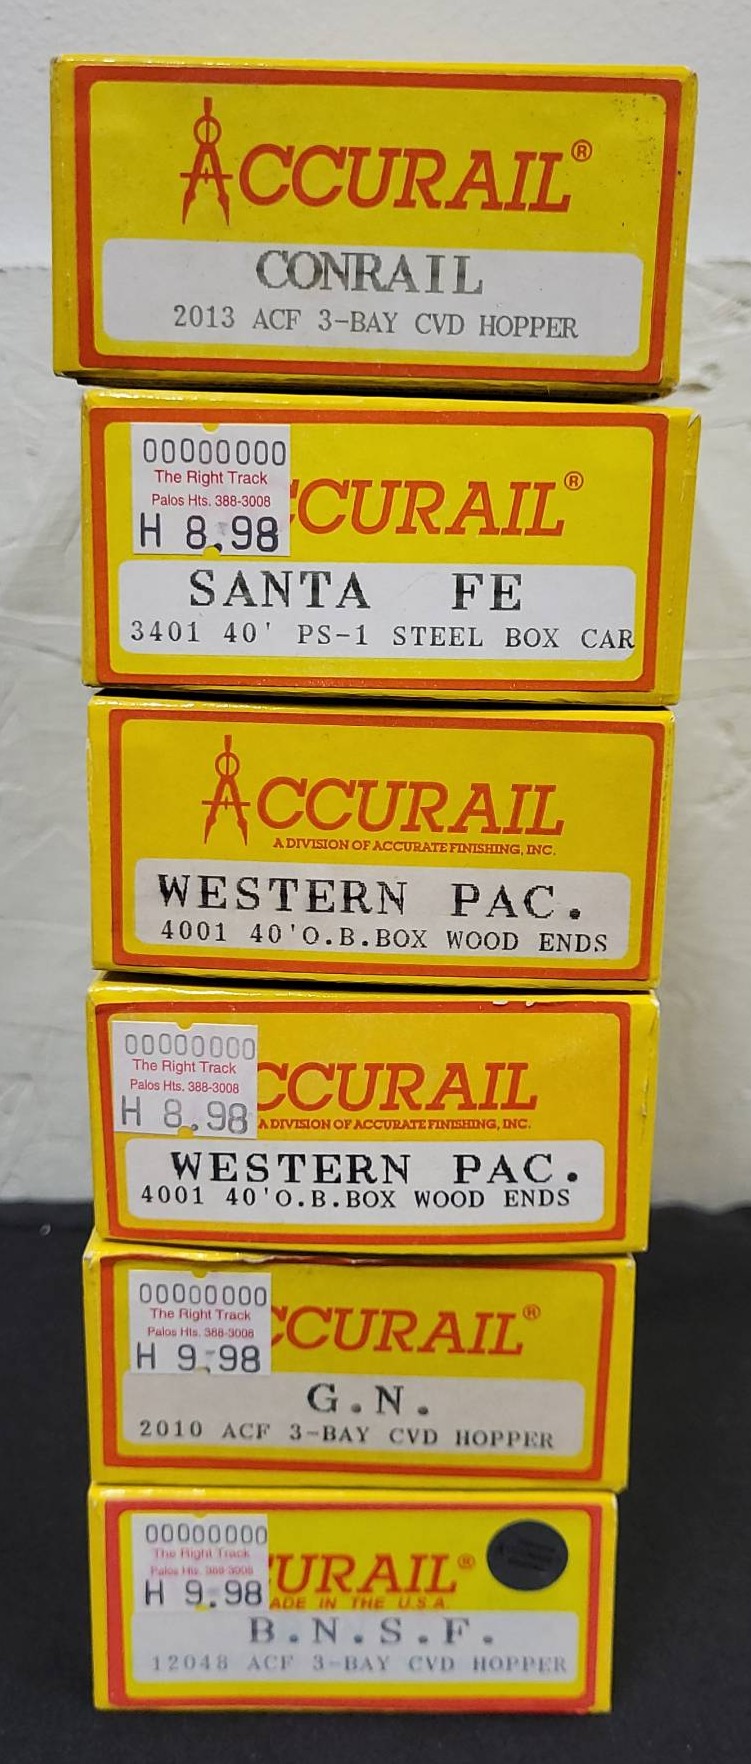 ACCURAIL®
CONRAIL
2013 ACF 3-BAY CVD HOPPER
00000000
The Right Track
Palos Hts. 388-3008
H 8.98
CCURAIL®
SANTA FE
3401 40' PS-1 STEEL BOX CAR
ACCURAIL
A DIVISION OF ACCURATE FINISHING, INC.
WESTERN PAC.
4001 40'O.B.BOX WOOD ENDS
00000000
The Right Track
Palos Hts. 388-3008
H 8.98
CCURAIL
A DIVISION OF ACCURATE FINISHING, INC.
WESTERN PAC.
4001 40'O.B.BOX WOOD ENDS
00000000
The Right Track
Palos Hts. 388-3008
H 9.98
CCURAIL®
G.N.
2010 ACF 3-BAY CVD HOPPER
00000000
The Right Track
Palos Hts. 388-3008
H 9.98
URAIL®
ADE IN THE U.S.A.
B.N.S.F.
12048 ACF 3-BAY CVD HOPPER